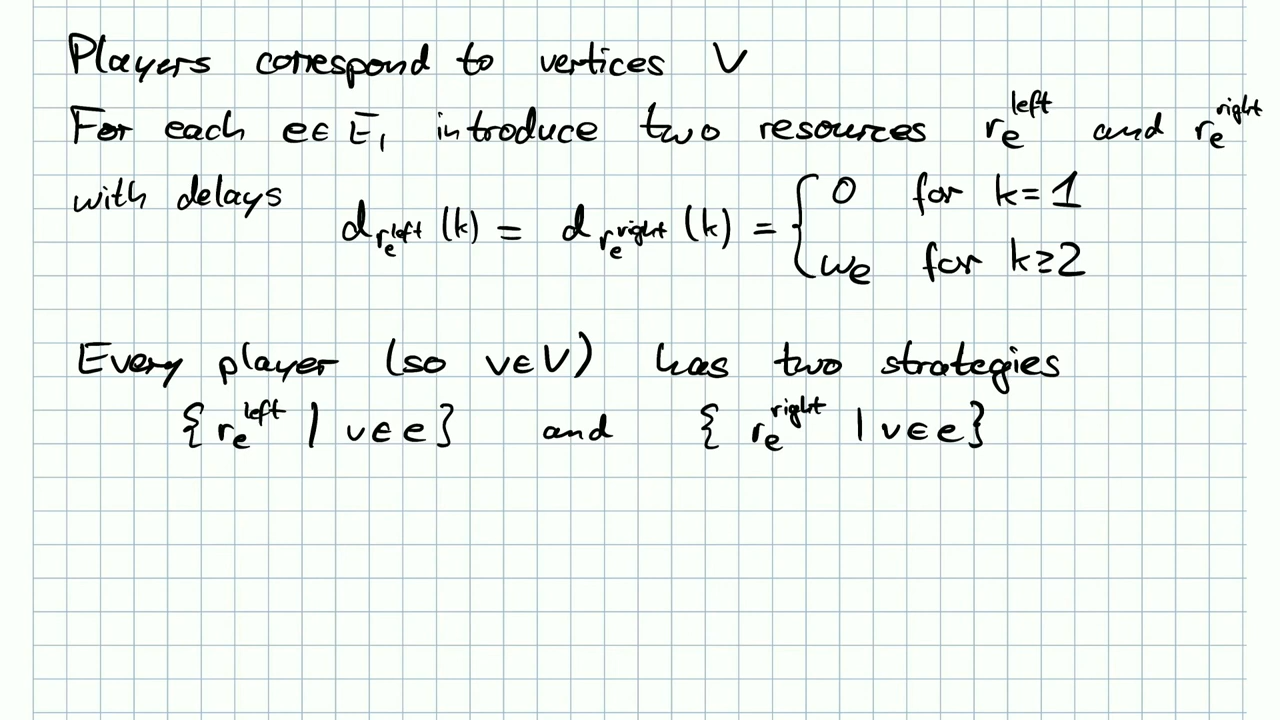 Players correspond to vertices V
For each e∈E, introduce two resources r_e^left and r_e^right
with delays d_{r_e^left}(k) = d_{r_e^right}(k) = { 0 for k=1
w_e for k≥2
Every player (so v∈V) has two strategies
{ r_e^left | v∈e } and { r_e^right | v∈e }